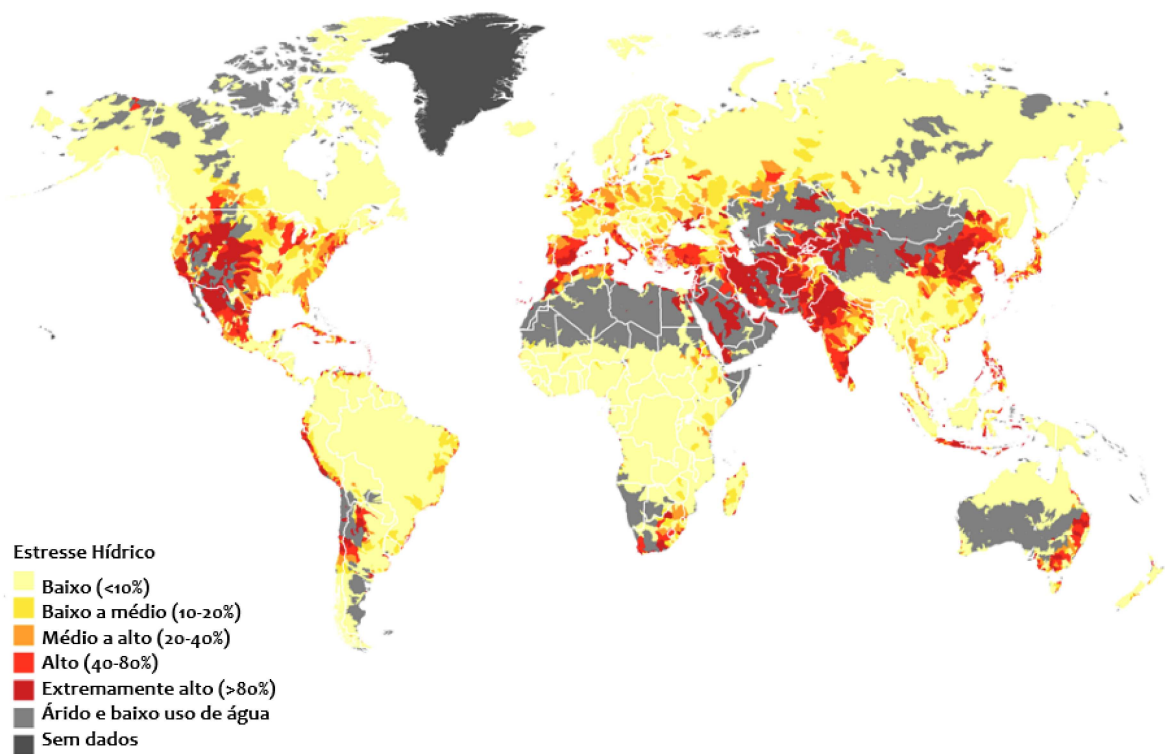 Estresse Hídrico
Baixo (<10%)
Baixo a médio (10-20%)
Médio a alto (20-40%)
Alto (40-80%)
Extremamente alto (>80%)
Árido e baixo uso de água
Sem dados